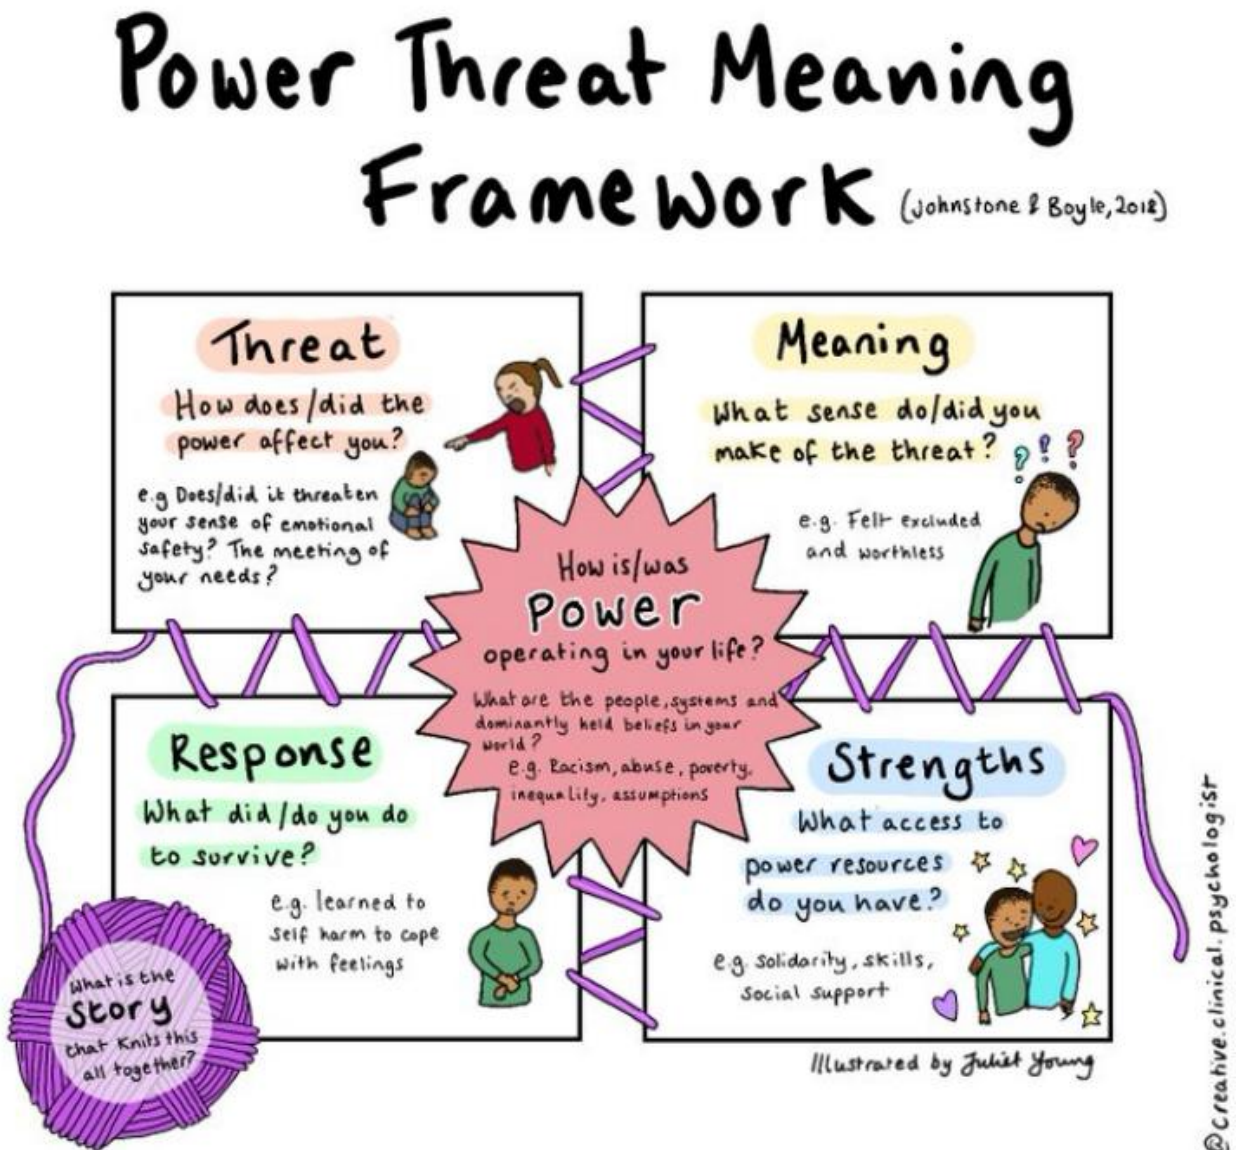 Power Threat Meaning
Framework (Johnstone & Boyle, 2018)
Threat
How does/did the
power affect you?
e.g Does/did it threaten
your sense of emotional
safety? The meeting of
your needs?
Meaning
What sense do/did you
make of the threat?
? ? ?
e.g. Felt excluded
and worthless
How is/was
Power
operating in your life?
What are the people, systems and
dominantly held beliefs in your
world?
e.g. Racism, abuse, poverty,
inequality, assumptions
Response
What did/do you do
to survive?
e.g. learned to
self harm to cope
with feelings
Strengths
What access to
power resources
do you have?
e.g. solidarity, skills,
social support
What is the
Story
that knits this
all together?
Illustrated by Juliet Young
@creative.clinical.psychologist